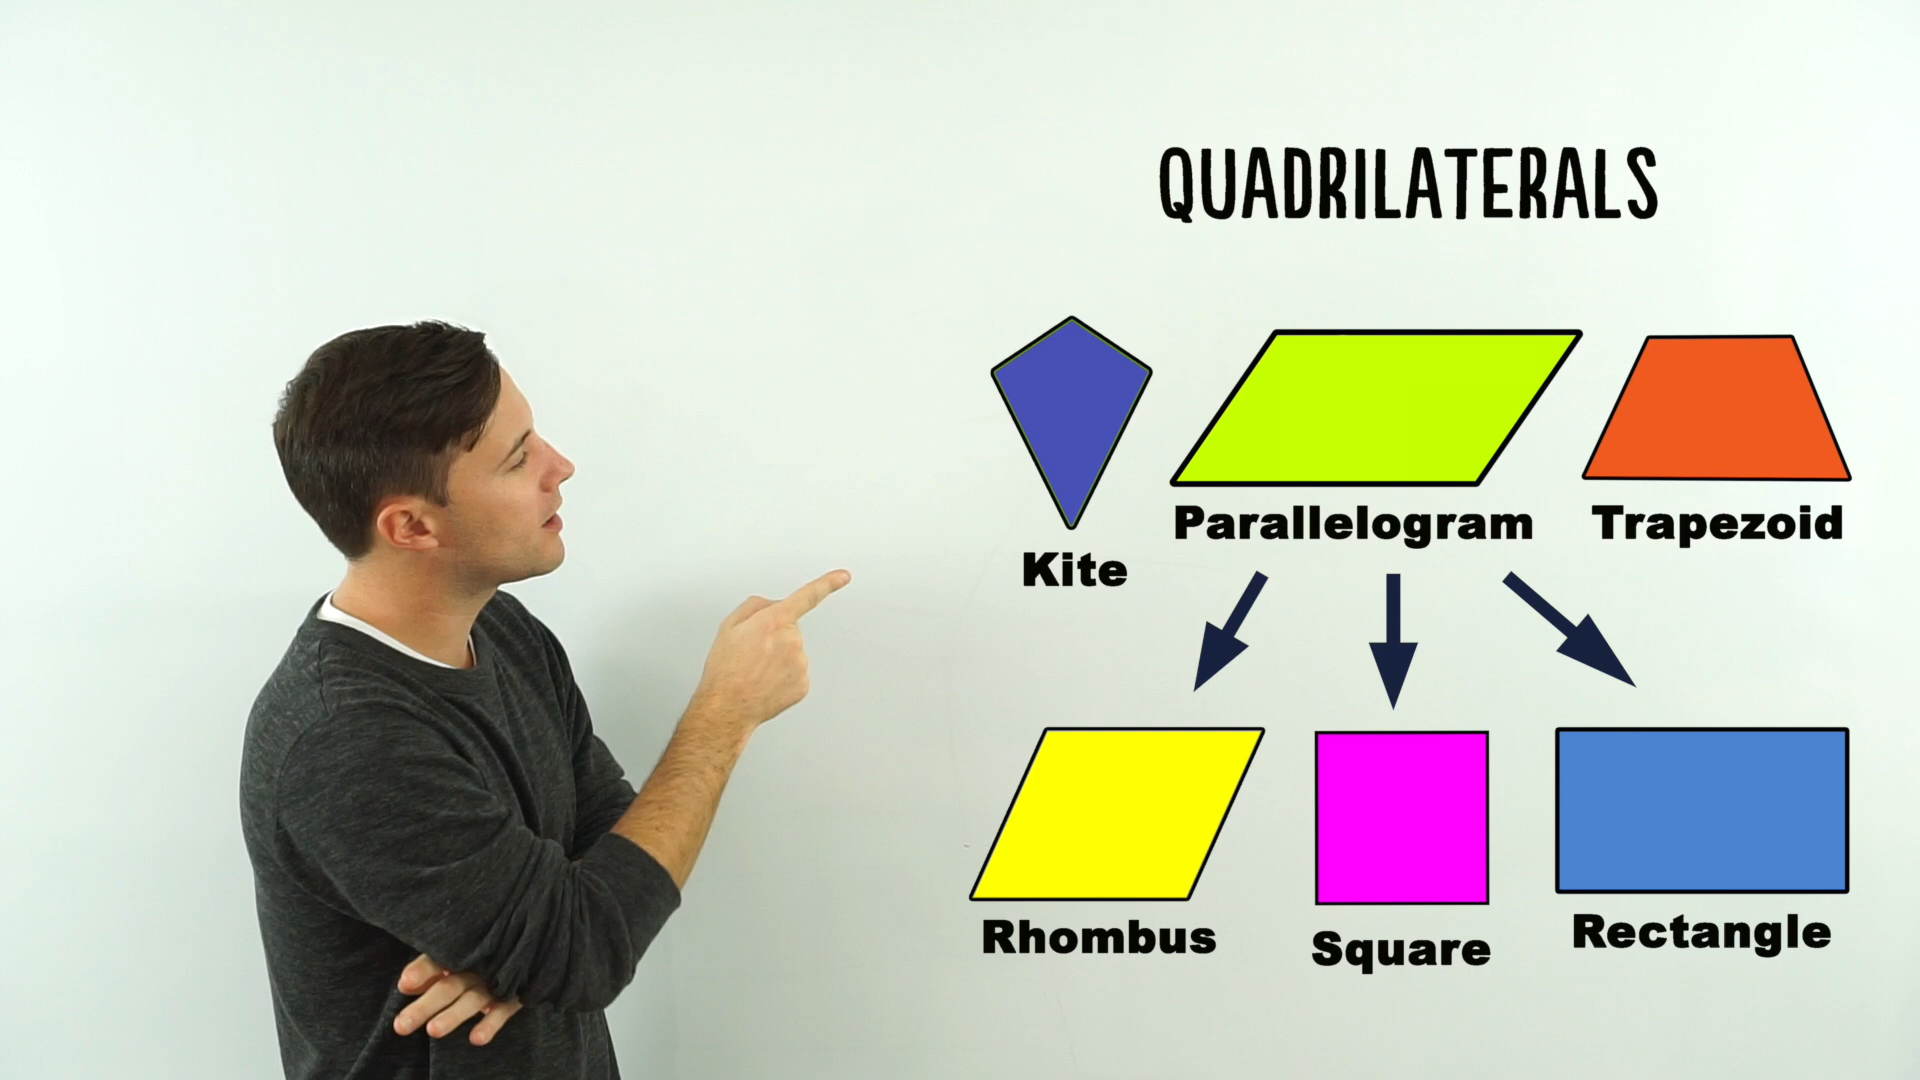 QUADRILATERALS
Kite
Parallelogram
Trapezoid
Rhombus
Square
Rectangle